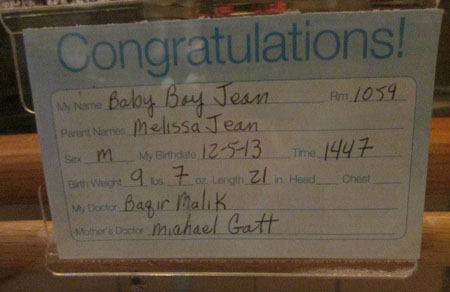 Congratulations!
My Name Baby Boy Jean Rm. 1059
Parent Names Melissa Jean
Sex m My Birthdate 12-5-13 Time 1447
Birth Weight 9 lbs. 7 oz. Length 21 in. Head Chest
My Doctor Baqir Malik
Mother's Doctor Miahael Gatt